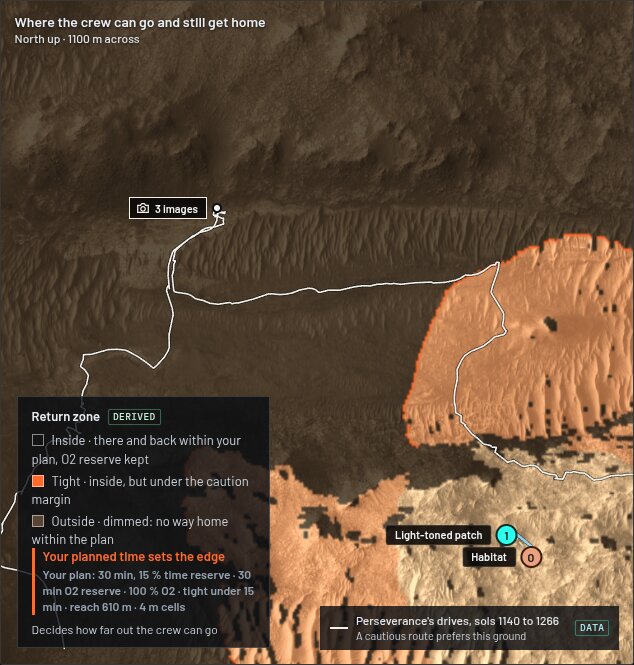 Where the crew can go and still get home
North up · 1100 m across
3 images
Return zone DERIVED
Inside · there and back within your
plan, O2 reserve kept
Tight · inside, but under the caution
margin
Outside · dimmed: no way home
within the plan
Your planned time sets the edge
Your plan: 30 min, 15 % time reserve · 30
min O2 reserve · 100 % O2 · tight under 15
min · reach 610 m · 4 m cells
Decides how far out the crew can go
Light-toned patch 1
Habitat 0
Perseverance's drives, sols 1140 to 1266
A cautious route prefers this ground
DATA